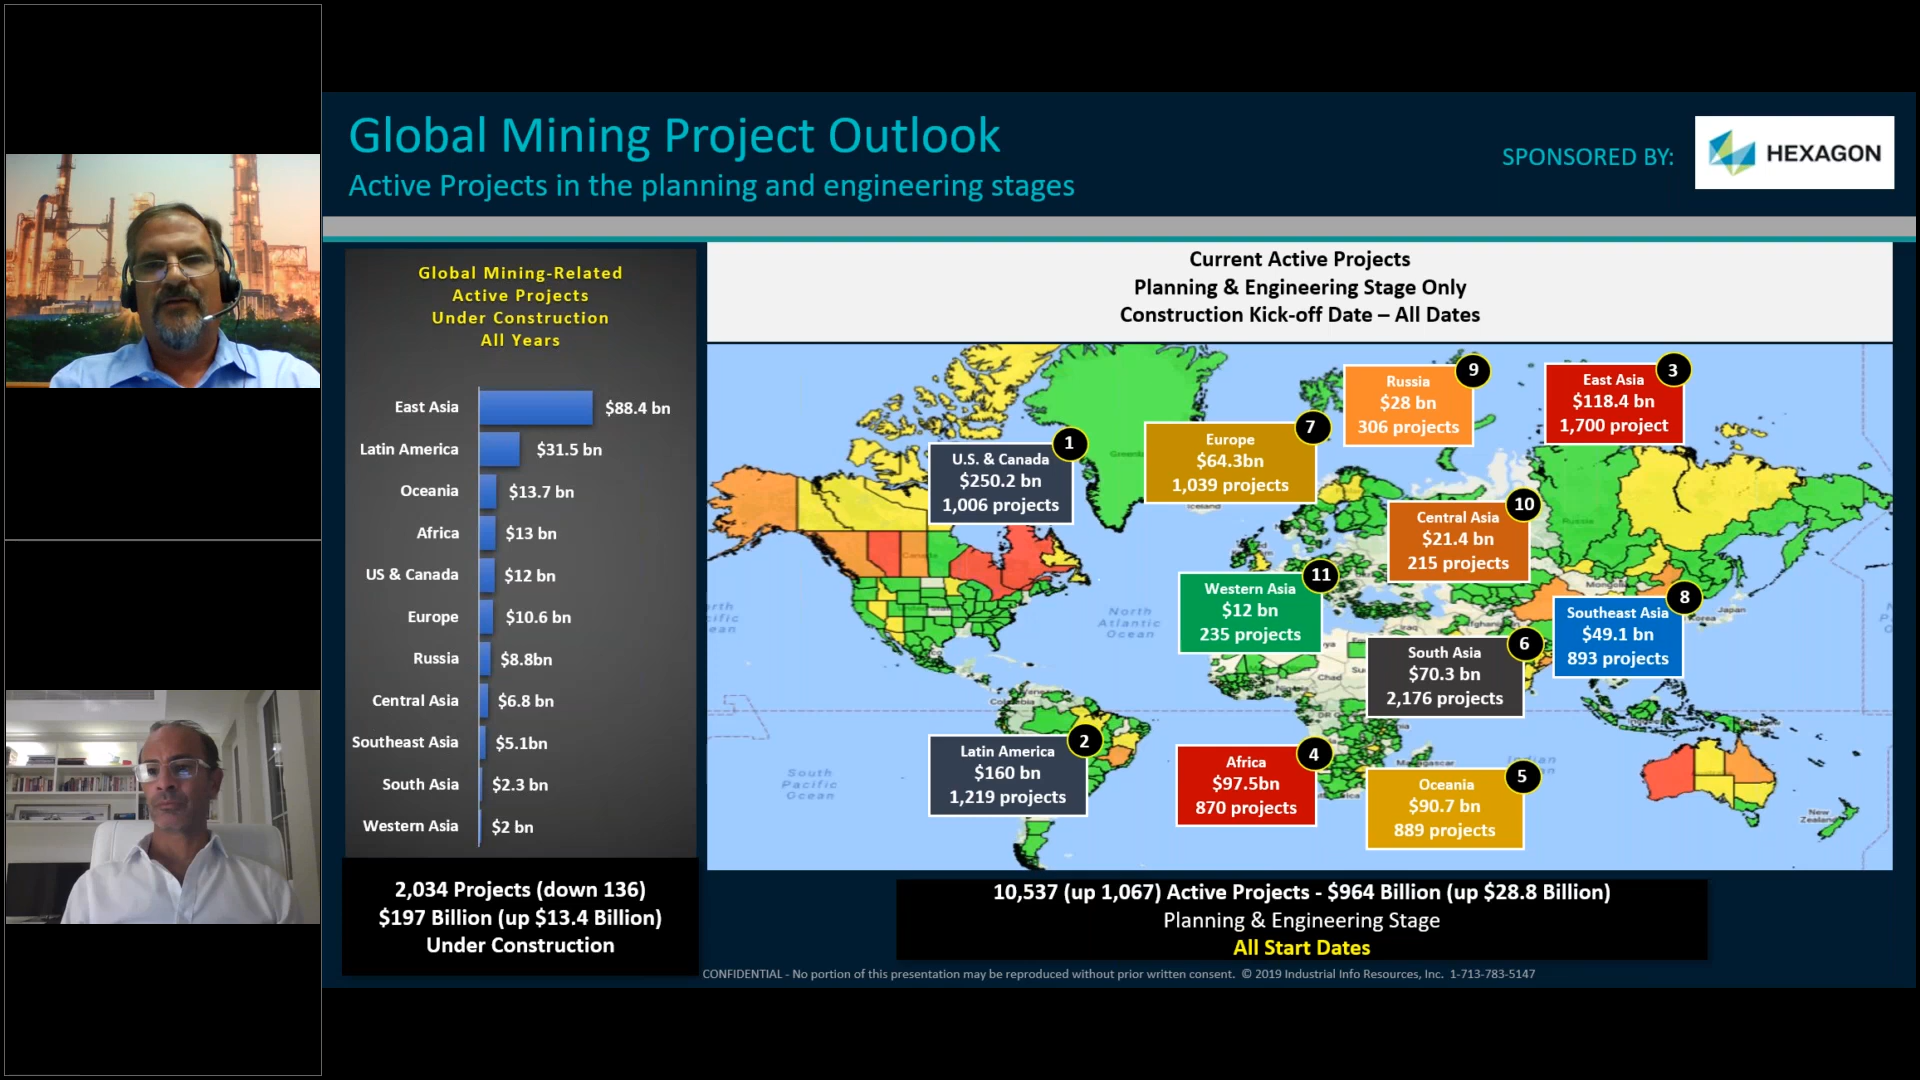 Global Mining Project Outlook
Active Projects in the planning and engineering stages
SPONSORED BY:
HEXAGON
Global Mining-Related
Active Projects
Under Construction
All Years
East Asia $88.4 bn
Latin America $31.5 bn
Oceania $13.7 bn
Africa $13 bn
US & Canada $12 bn
Europe $10.6 bn
Russia $8.8bn
Central Asia $6.8 bn
Southeast Asia $5.1bn
South Asia $2.3 bn
Western Asia $2 bn
2,034 Projects (down 136)
$197 Billion (up $13.4 Billion)
Under Construction
Current Active Projects
Planning & Engineering Stage Only
Construction Kick-off Date – All Dates
9
Russia
$28 bn
306 projects
3
East Asia
$118.4 bn
1,700 project
7
Europe
$64.3bn
1,039 projects
1
U.S. & Canada
$250.2 bn
1,006 projects
10
Central Asia
$21.4 bn
215 projects
11
Western Asia
$12 bn
235 projects
8
Southeast Asia
$49.1 bn
893 projects
6
South Asia
$70.3 bn
2,176 projects
2
Latin America
$160 bn
1,219 projects
4
Africa
$97.5bn
870 projects
5
Oceania
$90.7 bn
889 projects
Iceland
Canada
Russia
North
Atlantic
Ocean
Japan
Iraq
Chad
South
Pacific
Ocean
Madagascar
New
Zealand
10,537 (up 1,067) Active Projects - $964 Billion (up $28.8 Billion)
Planning & Engineering Stage
All Start Dates
CONFIDENTIAL - No portion of this presentation may be reproduced without prior written consent. © 2019 Industrial Info Resources, Inc. 1-713-783-5147